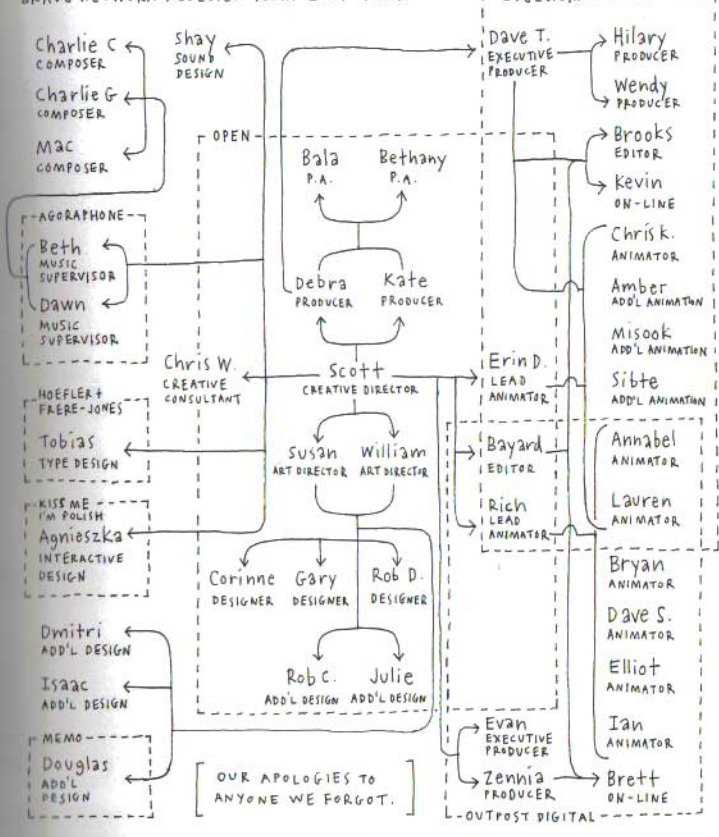 Charlie C
COMPOSER
Charlie G
COMPOSER
Mac
COMPOSER
Shay
SOUND
DESIGN
Dave T.
EXECUTIVE
PRODUCER
Hilary
PRODUCER
Wendy
PRODUCER
Brooks
EDITOR
Kevin
ON-LINE
OPEN
Bala
P.A.
Bethany
P.A.
AGORAPHONE
Beth
MUSIC
SUPERVISOR
Dawn
MUSIC
SUPERVISOR
Debra
PRODUCER
Kate
PRODUCER
Chris K.
ANIMATOR
Amber
ADD'L ANIMATION
Misook
ADD'L ANIMATION
Sibte
ADD'L ANIMATION
Chris W.
CREATIVE
CONSULTANT
Scott
CREATIVE DIRECTOR
Erin D.
LEAD
ANIMATOR
HOEFLER +
FRERE-JONES
Tobias
TYPE DESIGN
Susan
ART DIRECTOR
William
ART DIRECTOR
Bayard
EDITOR
Annabel
ANIMATOR
Lauren
ANIMATOR
KISS ME
I'M POLISH
Agnieszka
INTERACTIVE
DESIGN
Rich
LEAD
ANIMATOR
Corinne
DESIGNER
Gary
DESIGNER
Rob D.
DESIGNER
Bryan
ANIMATOR
Dave S.
ANIMATOR
Elliot
ANIMATOR
Ian
ANIMATOR
Dmitri
ADD'L DESIGN
Isaac
ADD'L DESIGN
Rob C.
ADD'L DESIGN
Julie
ADD'L DESIGN
MEMO
Douglas
ADD'L
DESIGN
OUR APOLOGIES TO
ANYONE WE FORGOT.
Evan
EXECUTIVE
PRODUCER
Zennia
PRODUCER
Brett
ON-LINE
OUTPOST DIGITAL